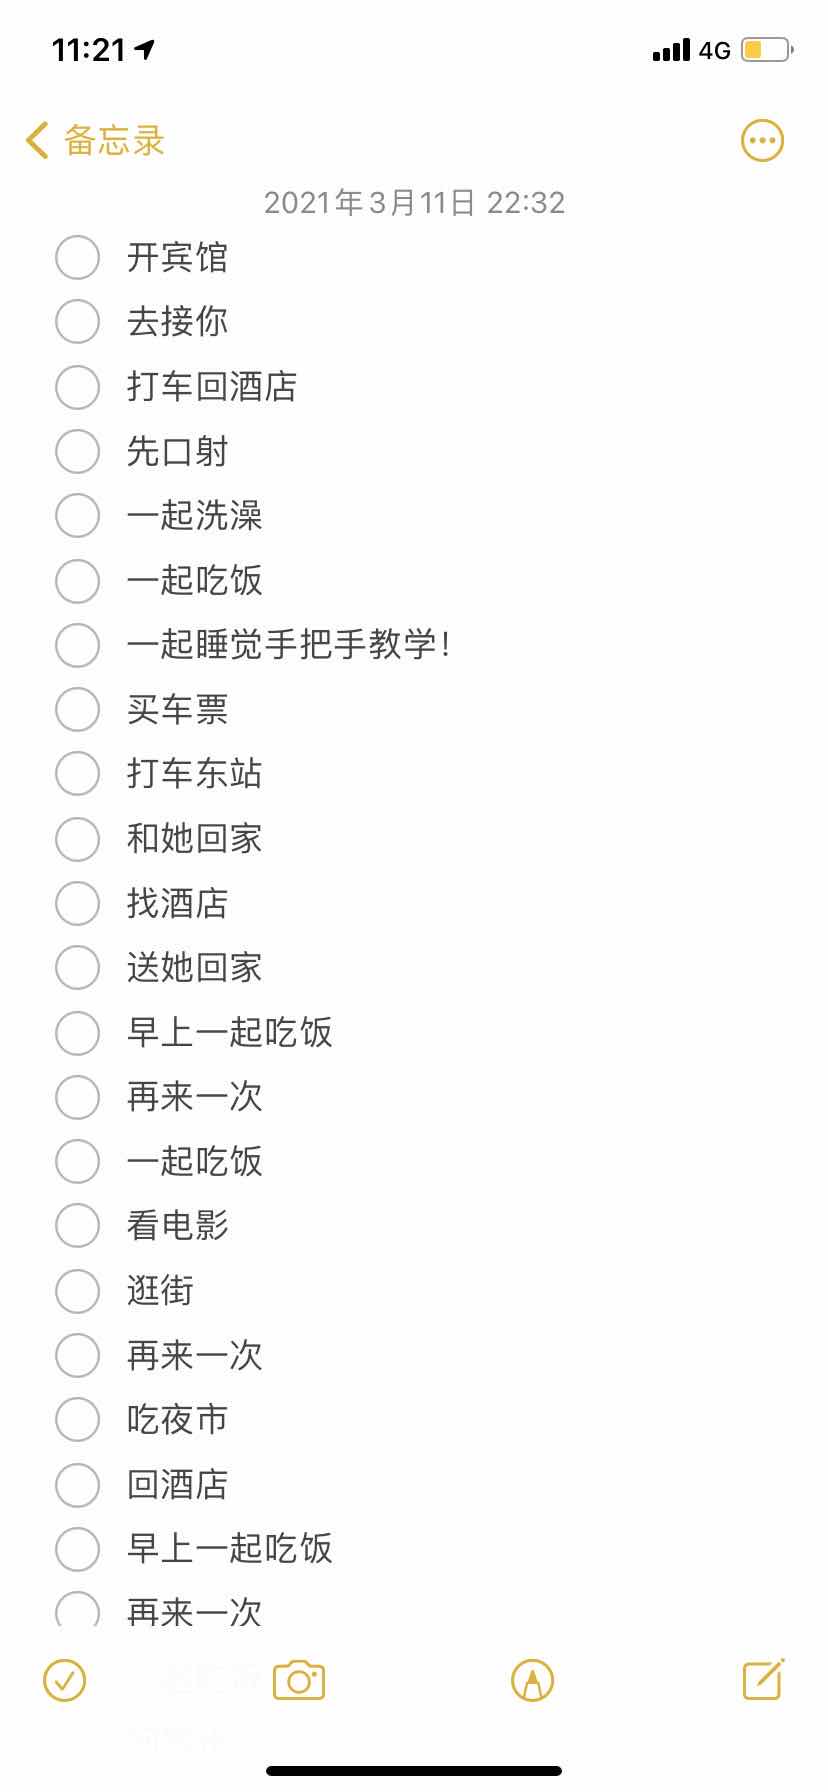 11:21
4G
备忘录
2021年3月11日 22:32
开宾馆
去接你
打车回酒店
先口射
一起洗澡
一起吃饭
一起睡觉手把手教学！
买车票
打车东站
和她回家
找酒店
送她回家
早上一起吃饭
再来一次
一起吃饭
看电影
逛街
再来一次
吃夜市
回酒店
早上一起吃饭
再来一次